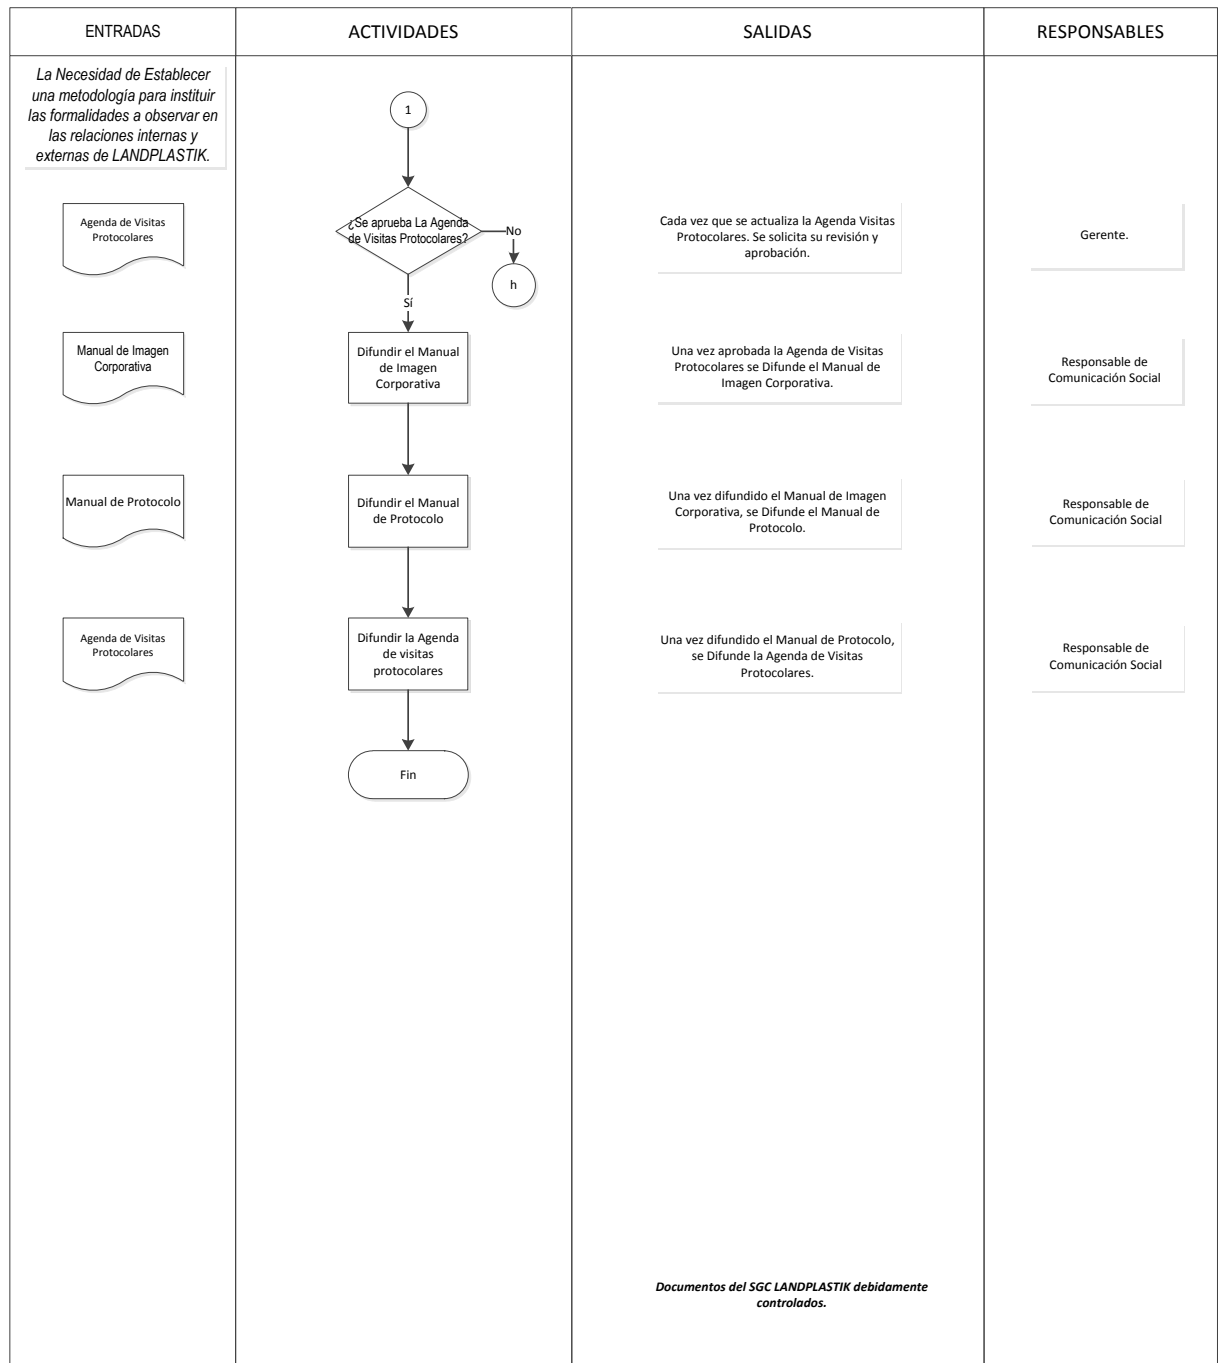 ENTRADAS
ACTIVIDADES
SALIDAS
RESPONSABLES
La Necesidad de Establecer
una metodología para instituir
las formalidades a observar en
las relaciones internas y
externas de LANDPLASTIK.
1
Agenda de Visitas
Protocolares
¿Se aprueba La Agenda
de Visitas Protocolares?
No
h
Sí
Cada vez que se actualiza la Agenda Visitas
Protocolares. Se solicita su revisión y
aprobación.
Gerente.
Manual de Imagen
Corporativa
Difundir el Manual
de Imagen
Corporativa
Una vez aprobada la Agenda de Visitas
Protocolares se Difunde el Manual de
Imagen Corporativa.
Responsable de
Comunicación Social
Manual de Protocolo
Difundir el Manual
de Protocolo
Una vez difundido el Manual de Imagen
Corporativa, se Difunde el Manual de
Protocolo.
Responsable de
Comunicación Social
Agenda de Visitas
Protocolares
Difundir la Agenda
de visitas
protocolares
Una vez difundido el Manual de Protocolo,
se Difunde la Agenda de Visitas
Protocolares.
Responsable de
Comunicación Social
Fin
Documentos del SGC LANDPLASTIK debidamente
controlados.